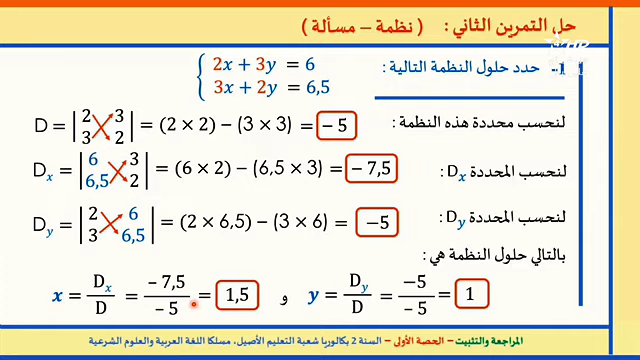 حل التمرين الثاني : ( نظمة – مسألة )
1. حدد حلول النظمة التالية : { 2x + 3y = 6
3x + 2y = 6,5
لنحسب محددة هذه النظمة : D = | 2 3 3 2 | = (2 × 2) – (3 × 3) = – 5
لنحسب المحددة Dx : Dx = | 6 3 6,5 2 | = (6 × 2) – (6,5 × 3) = – 7,5
لنحسب المحددة Dy : Dy = | 2 6 3 6,5 | = (2 × 6,5) – (3 × 6) = –5
بالتالي حلول النظمة هي :
x = Dx/D = – 7,5/– 5 = 1,5 و y = Dy/D = –5/– 5 = 1
المراجعة والتثبيت – الحصة الأولى – السنة 2 بكالوريا شعبة التعليم الأصيل، مسلكا اللغة العربية والعلوم الشرعية